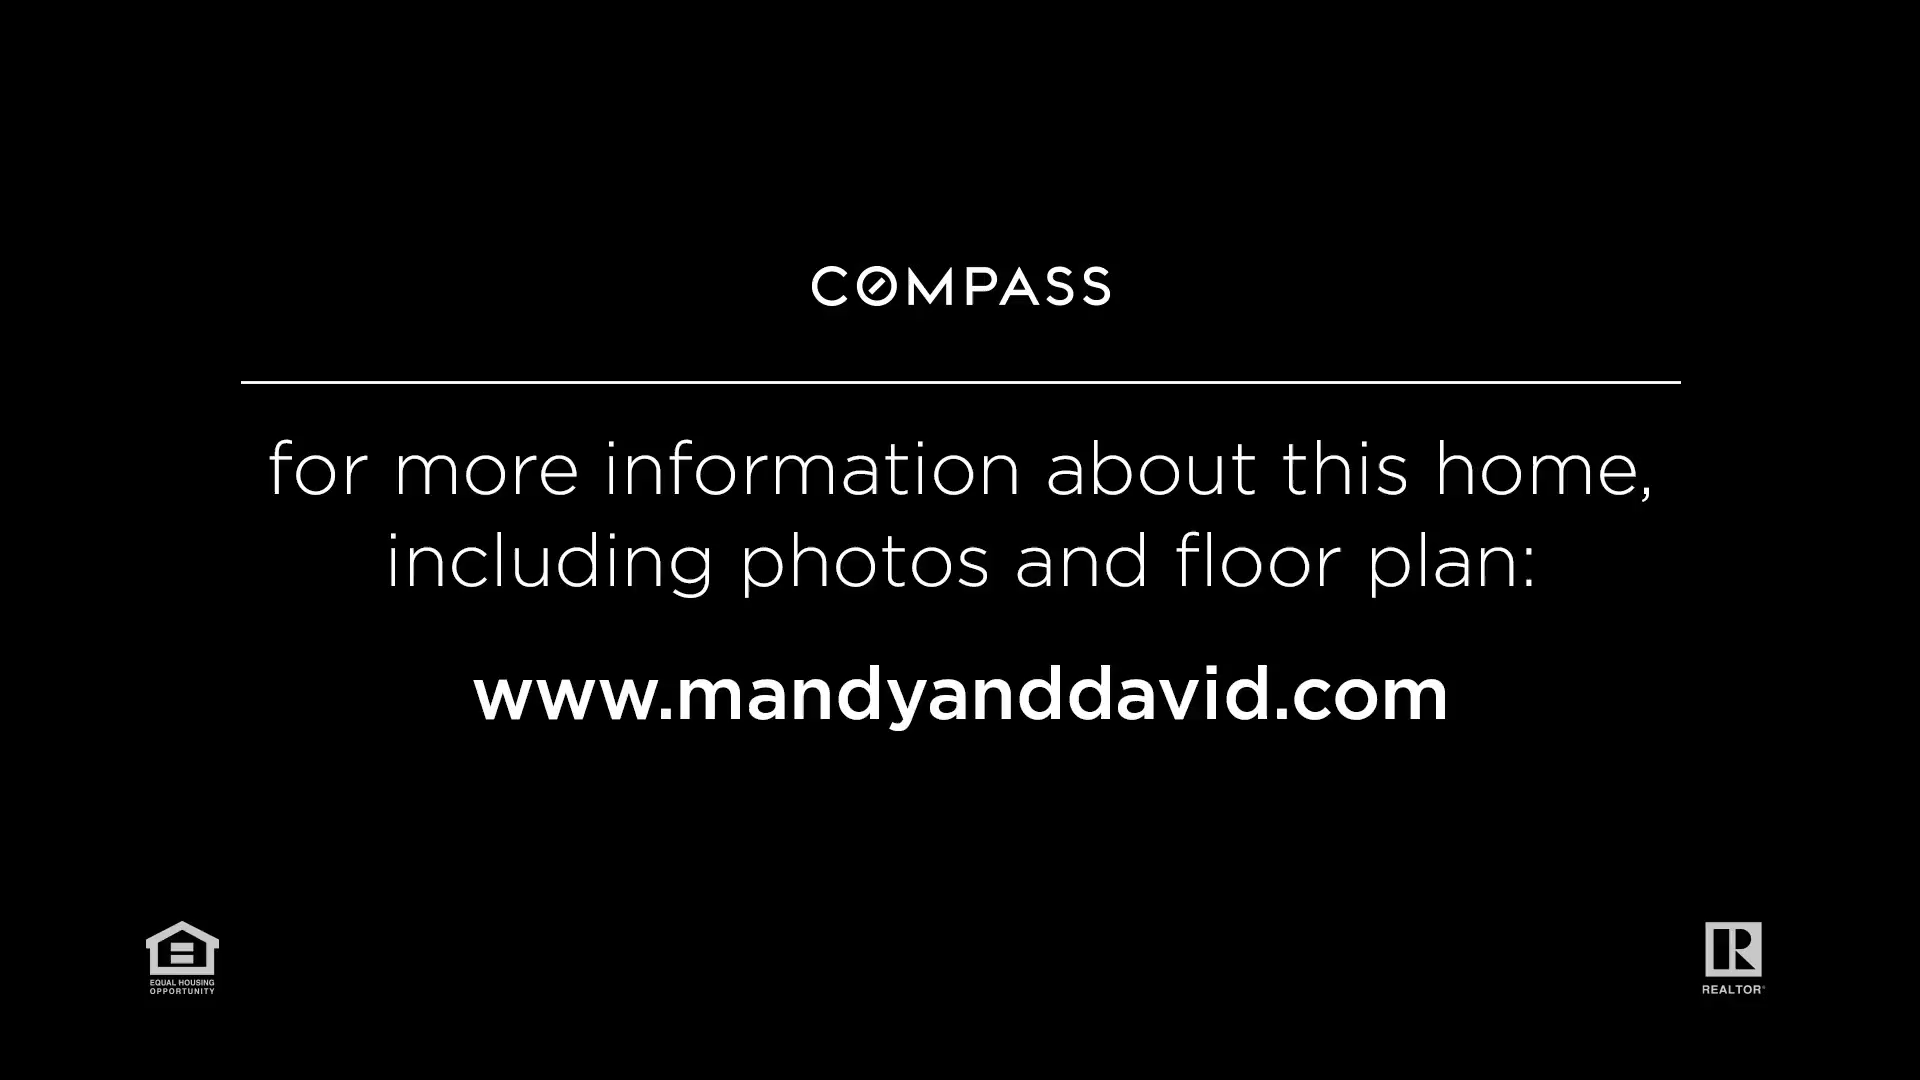 COMPASS
for more information about this home,
including photos and floor plan:
www.mandyanddavid.com
EQUAL HOUSING
OPPORTUNITY
REALTOR®